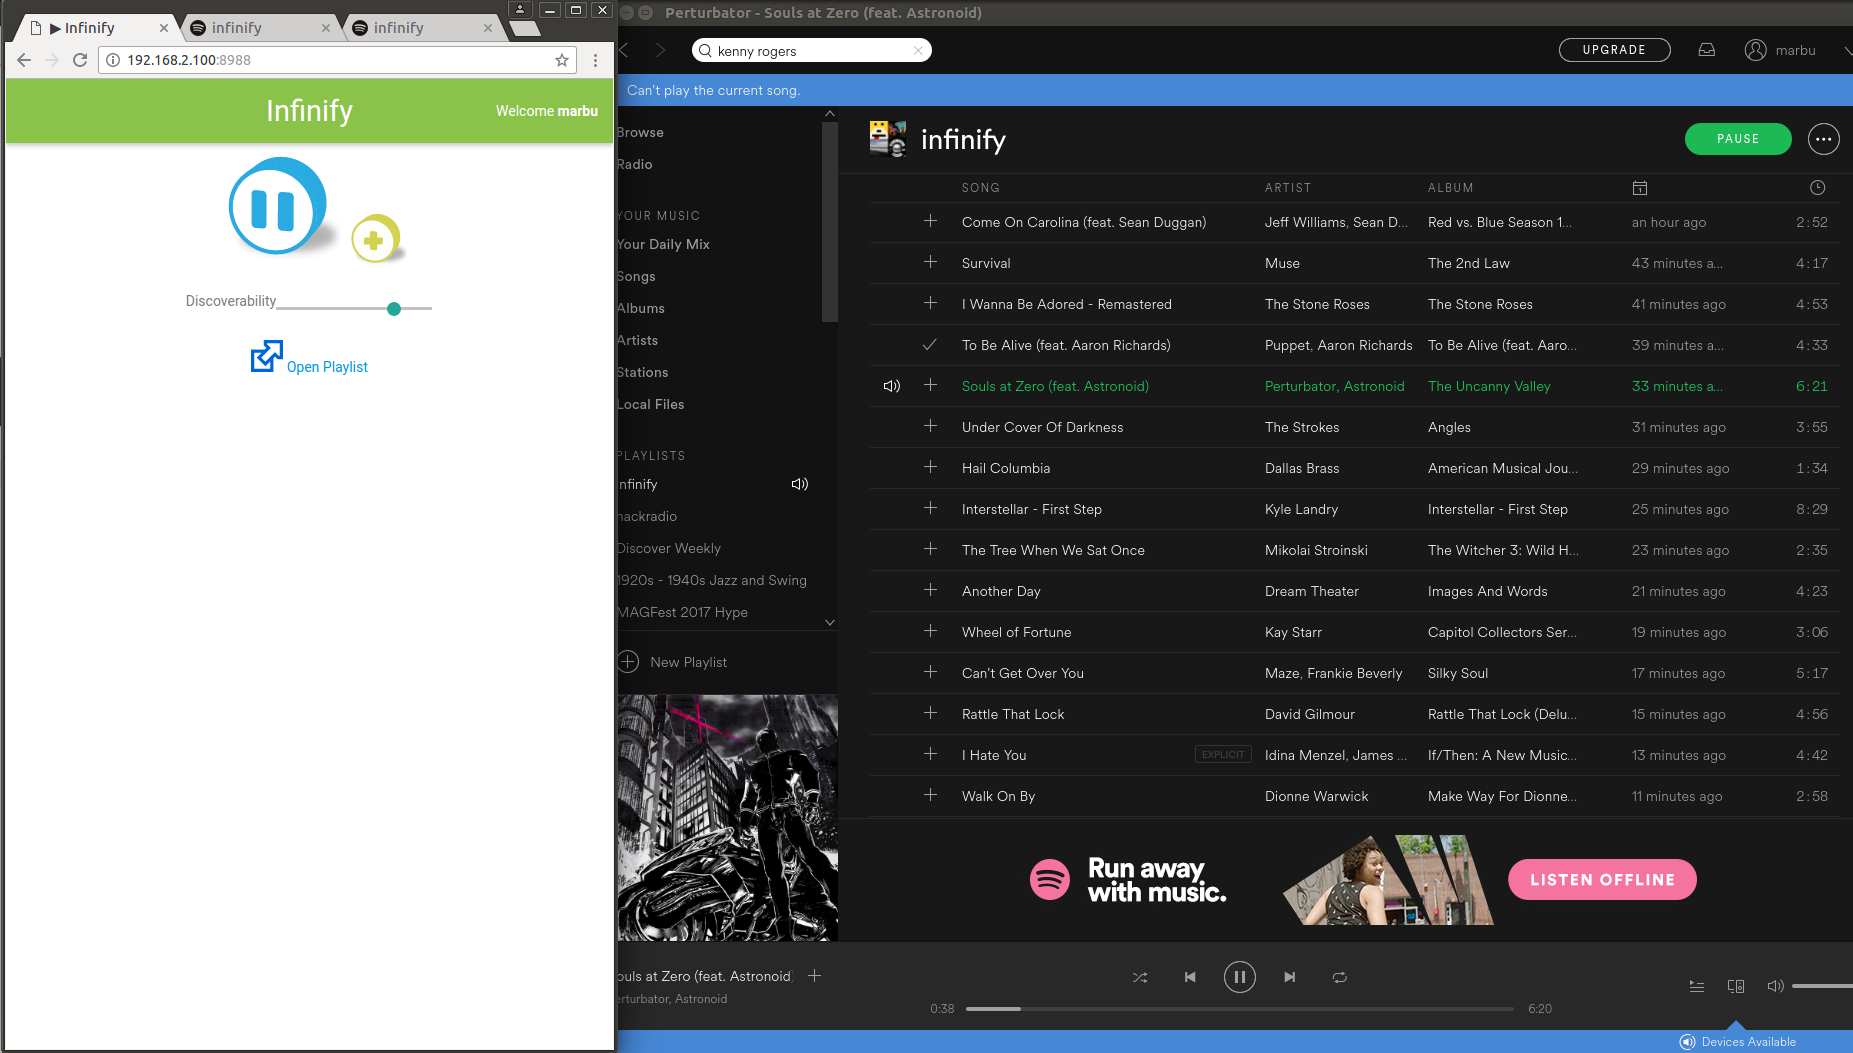 ▶ Infinify
infinify
infinify
192.168.2.100:8988
Infinify
Welcome marbu
Discoverability
Open Playlist
Perturbator - Souls at Zero (feat. Astronoid)
kenny rogers
UPGRADE
marbu
Can't play the current song.
Browse
Radio
YOUR MUSIC
Your Daily Mix
Songs
Albums
Artists
Stations
Local Files
PLAYLISTS
nfinify
hackradio
Discover Weekly
1920s - 1940s Jazz and Swing
MAGFest 2017 Hype
New Playlist
infinify
PAUSE
SONG ARTIST ALBUM
Come On Carolina (feat. Sean Duggan) Jeff Williams, Sean D... Red vs. Blue Season 1... an hour ago 2:52
Survival Muse The 2nd Law 43 minutes a... 4:17
I Wanna Be Adored - Remastered The Stone Roses The Stone Roses 41 minutes ago 4:53
To Be Alive (feat. Aaron Richards) Puppet, Aaron Richards To Be Alive (feat. Aaro... 39 minutes a... 4:33
Souls at Zero (feat. Astronoid) Perturbator, Astronoid The Uncanny Valley 33 minutes a... 6:21
Under Cover Of Darkness The Strokes Angles 31 minutes ago 3:55
Hail Columbia Dallas Brass American Musical Jou... 29 minutes ago 1:34
Interstellar - First Step Kyle Landry Interstellar - First Step 25 minutes ago 8:29
The Tree When We Sat Once Mikolai Stroinski The Witcher 3: Wild H... 23 minutes ago 2:35
Another Day Dream Theater Images And Words 21 minutes ago 4:23
Wheel of Fortune Kay Starr Capitol Collectors Ser... 19 minutes ago 3:06
Can't Get Over You Maze, Frankie Beverly Silky Soul 17 minutes ago 5:17
Rattle That Lock David Gilmour Rattle That Lock (Delu... 15 minutes ago 4:56
I Hate You EXPLICIT Idina Menzel, James ... If/Then: A New Music... 13 minutes ago 4:42
Walk On By Dionne Warwick Make Way For Dionne... 11 minutes ago 2:58
Run away
with music.
LISTEN OFFLINE
ouls at Zero (feat. Astronoid)
erturbator, Astronoid
0:38
6:20
Devices Available